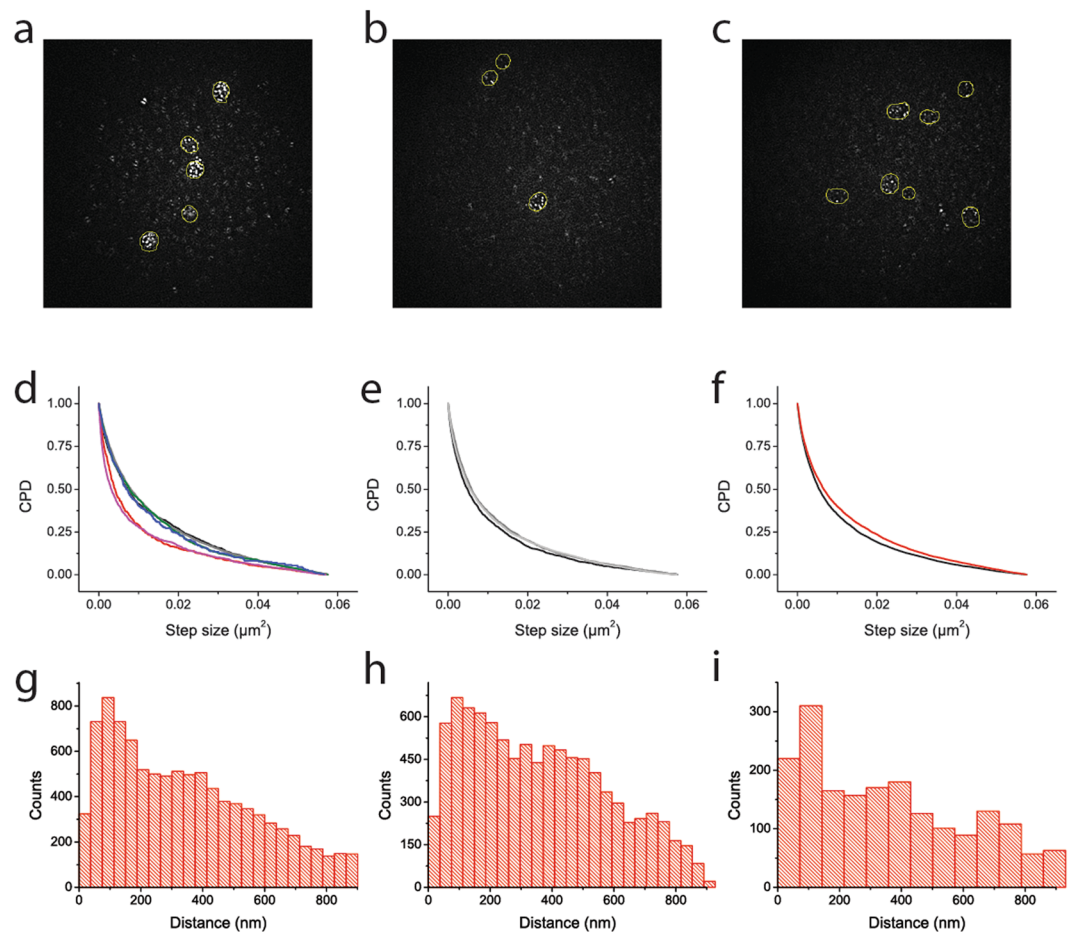 a b c
d e f
1.00 1.00 1.00
0.75 0.75 0.75
CPD 0.50 CPD 0.50 CPD 0.50
0.25 0.25 0.25
0.00 0.00 0.00
0.00 0.02 0.04 0.06 0.00 0.02 0.04 0.06 0.00 0.02 0.04 0.06
Step size (µm²) Step size (µm²) Step size (µm²)
g h i
800 600 300
600 450 200
Counts 400 Counts 300 Counts 100
200 150
0 0 0
0 200 400 600 800 0 200 400 600 800 0 200 400 600 800
Distance (nm) Distance (nm) Distance (nm)